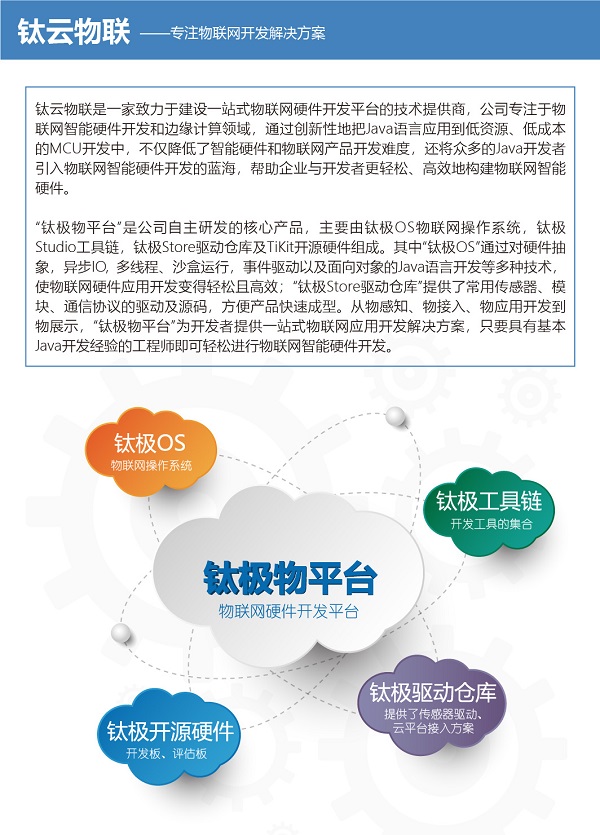 钛云物联 ——专注物联网开发解决方案
钛云物联是一家致力于建设一站式物联网硬件开发平台的技术提供商，公司专注于物
联网智能硬件开发和边缘计算领域，通过创新性地把Java语言应用到低资源、低成本
的MCU开发中，不仅降低了智能硬件和物联网产品开发难度，还将众多的Java开发者
引入物联网智能硬件开发的蓝海，帮助企业与开发者更轻松、高效地构建物联网智能
硬件。
“钛极物平台”是公司自主研发的核心产品，主要由钛极OS物联网操作系统，钛极
Studio工具链，钛极Store驱动仓库及TiKit开源硬件组成。其中“钛极OS”通过对硬件抽
象，异步IO, 多线程、沙盒运行，事件驱动以及面向对象的Java语言开发等多种技术，
使物联网硬件应用开发变得轻松且高效；“钛极Store驱动仓库”提供了常用传感器、模
块、通信协议的驱动及源码，方便产品快速成型。从物感知、物接入、物应用开发到
物展示，“钛极物平台”为开发者提供一站式物联网应用开发解决方案，只要具有基本
Java开发经验的工程师即可轻松进行物联网智能硬件开发。
钛极OS
物联网操作系统
钛极工具链
开发工具的集合
钛极物平台
物联网硬件开发平台
钛极驱动仓库
提供了传感器驱动、
云平台接入方案
钛极开源硬件
开发板、评估板